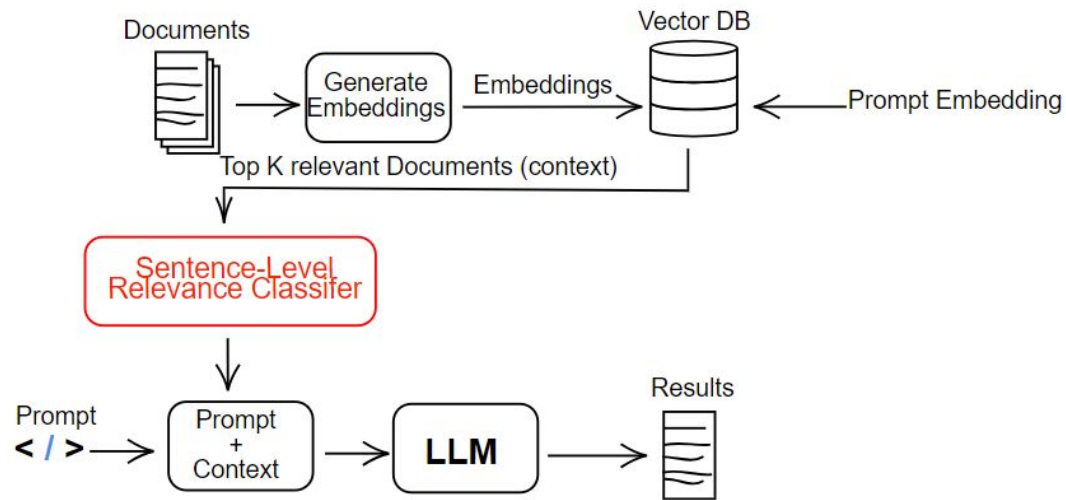 Documents
Vector DB
Generate
Embeddings
Embeddings
Prompt Embedding
Top K relevant Documents (context)
Sentence-Level
Relevance Classifer
Prompt
< / >
Prompt
+
Context
LLM
Results